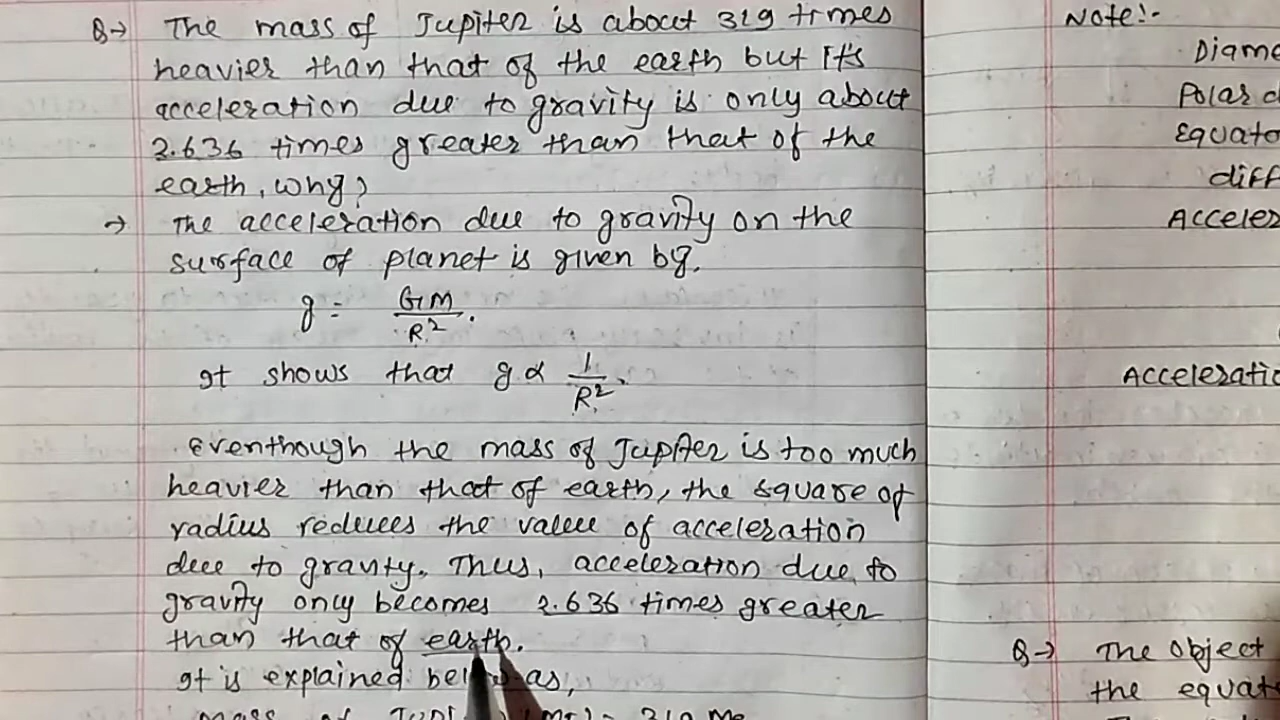 Q→ The mass of Jupiter is about 319 times
heavier than that of the earth but It's
acceleration due to gravity is only about
2.636 times greater than that of the
earth, why?
→ The acceleration due to gravity on the
surface of planet is given by.
g = GM/R².
It shows that g ∝ 1/R².
Eventhough the mass of Jupiter is too much
heavier than that of earth, the square of
radius reduces the value of acceleration
due to gravity. Thus, acceleration due to
gravity only becomes 2.636 times greater
than that of earth.
It is explained below as,
Mass of
Note:-
Diame
Polar d
Equato
diff
Acceler
Acceleratio
Q→ The Object
the equat